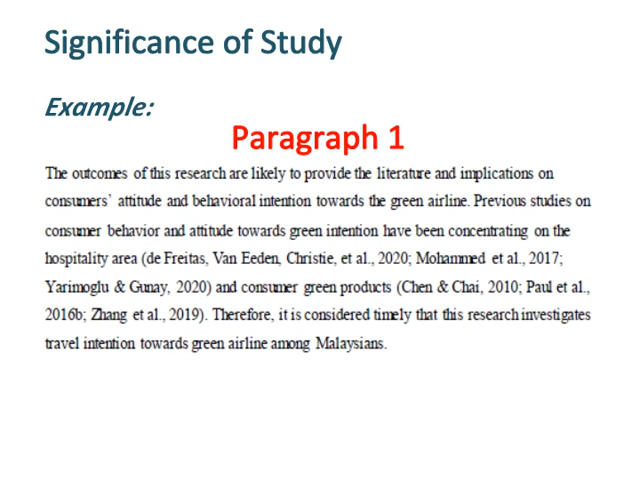 Significance of Study
Example:
Paragraph 1
The outcomes of this research are likely to provide the literature and implications on
consumers' attitude and behavioral intention towards the green airline. Previous studies on
consumer behavior and attitude towards green intention have been concentrating on the
hospitality area (de Freitas, Van Eeden, Christie, et al., 2020; Mohammed et al., 2017;
Yarimoglu & Gunay, 2020) and consumer green products (Chen & Chai, 2010; Paul et al.,
2016b; Zhang et al., 2019). Therefore, it is considered timely that this research investigates
travel intention towards green airline among Malaysians.